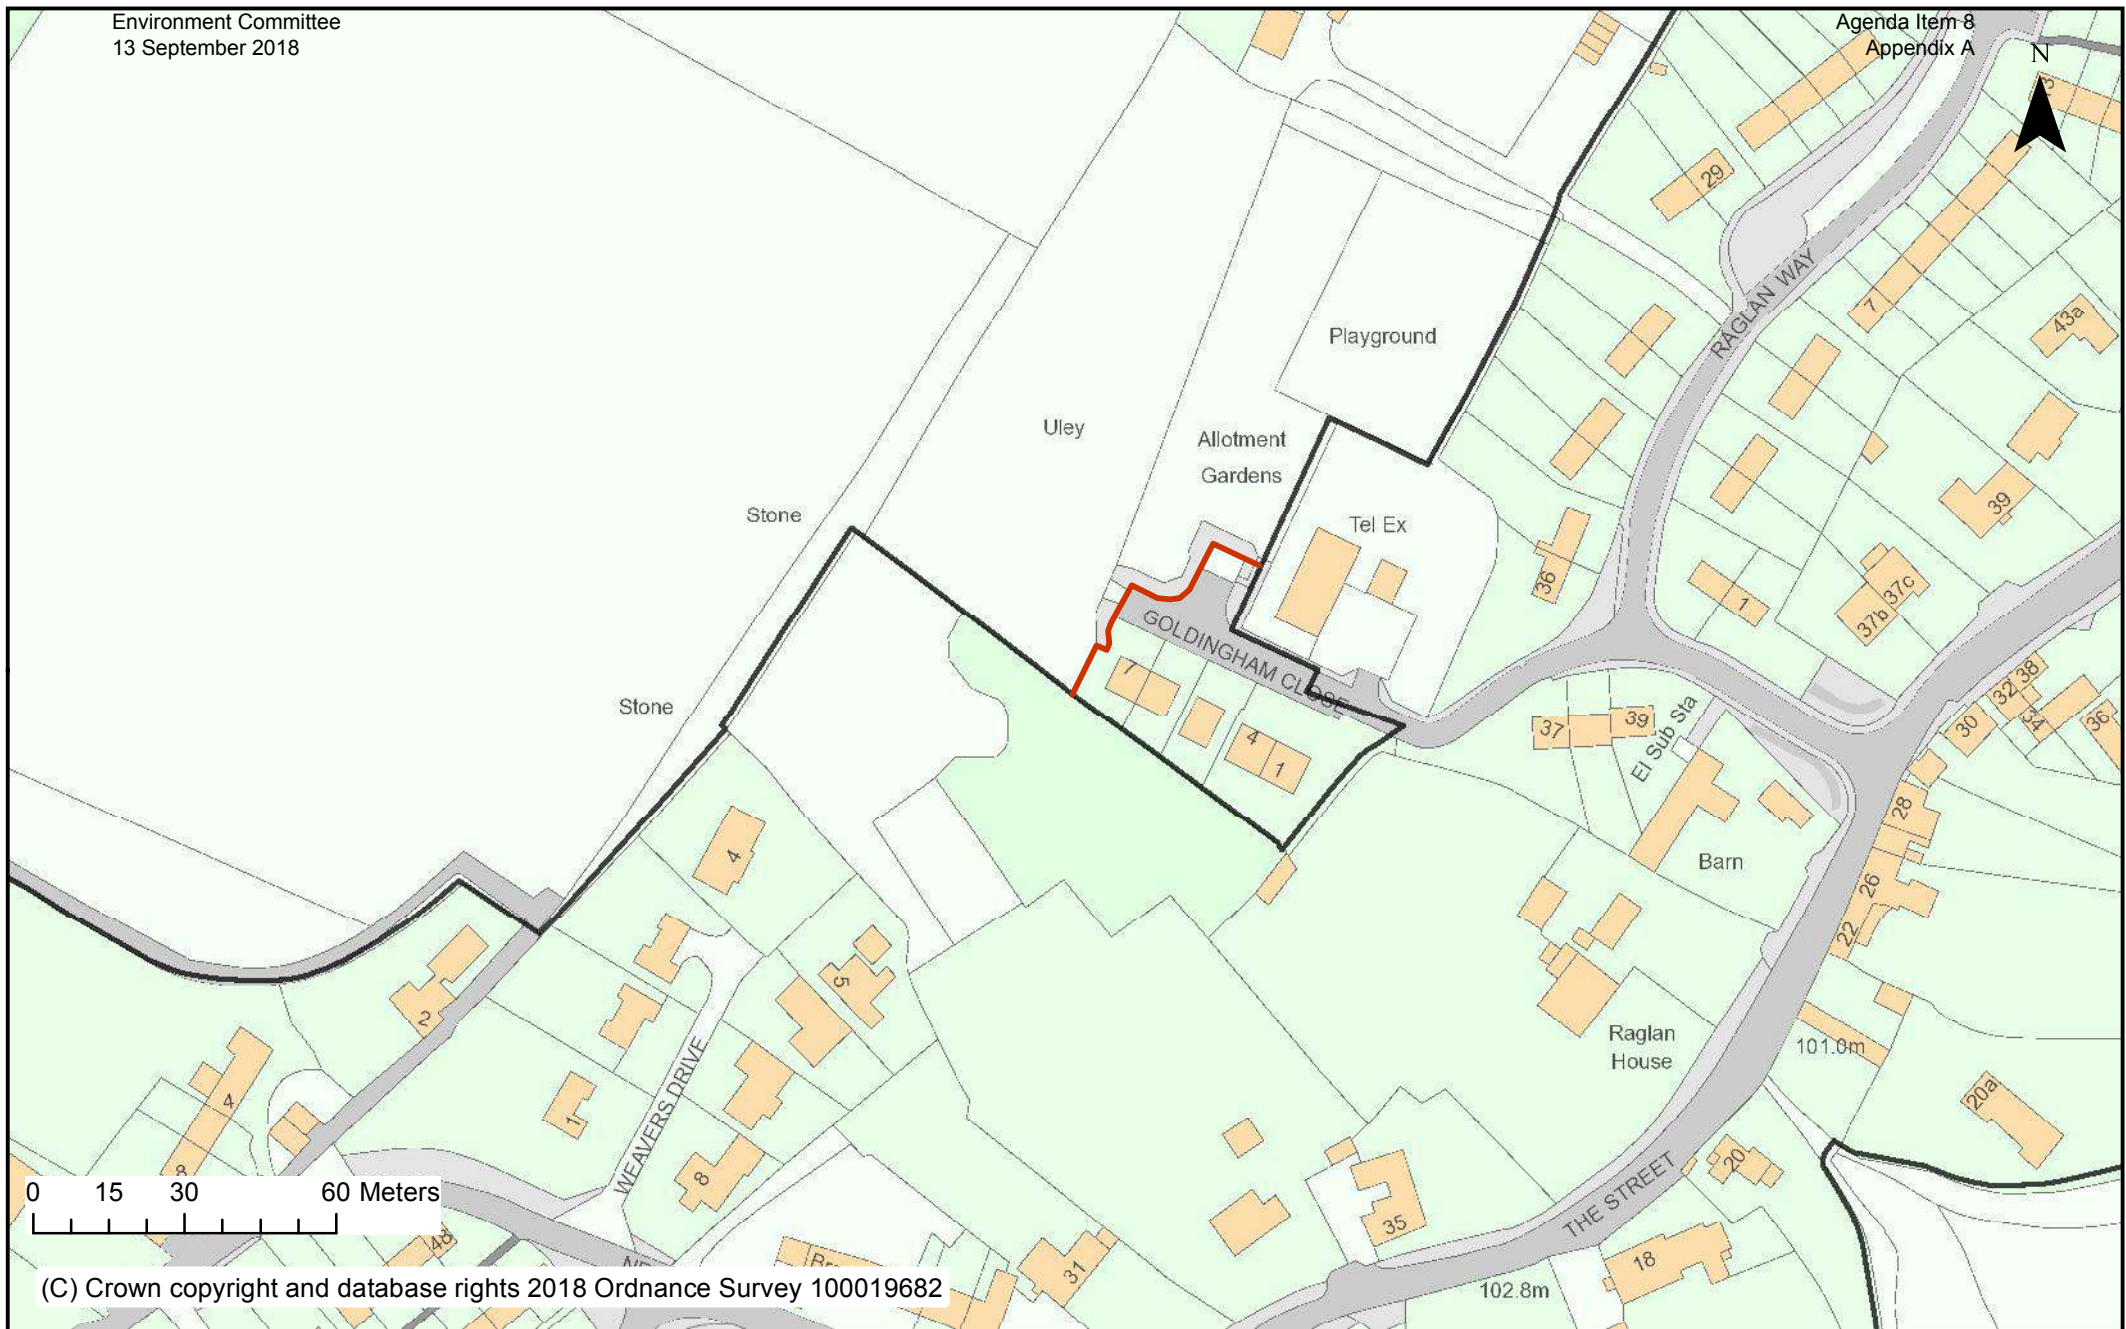 Environment Committee
13 September 2018
Agenda Item 8
Appendix A
N
29
RAGLAN WAY
7
43a
Playground
Uley
Allotment
Gardens
39
Stone
Tel Ex
36
1
37c
37b
GOLDINGHAM CLOSE
7
4
1
Stone
37
39
El Sub Sta
38
32
34
30
36
28
26
22
Barn
4
5
2
Raglan
House
101.0m
20a
4
8
1
WEAVERS DRIVE
8
20
THE STREET
35
18
31
48
102.8m
0 15 30 60 Meters
(C) Crown copyright and database rights 2018 Ordnance Survey 100019682